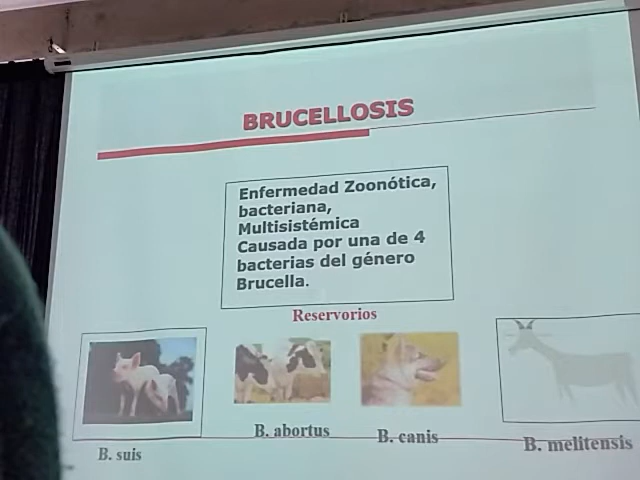 BRUCELLOSIS
Enfermedad Zoonótica,
bacteriana,
Multisistémica
Causada por una de 4
bacterias del género
Brucella.
Reservorios
B. suis
B. abortus
B. canis
B. melitensis